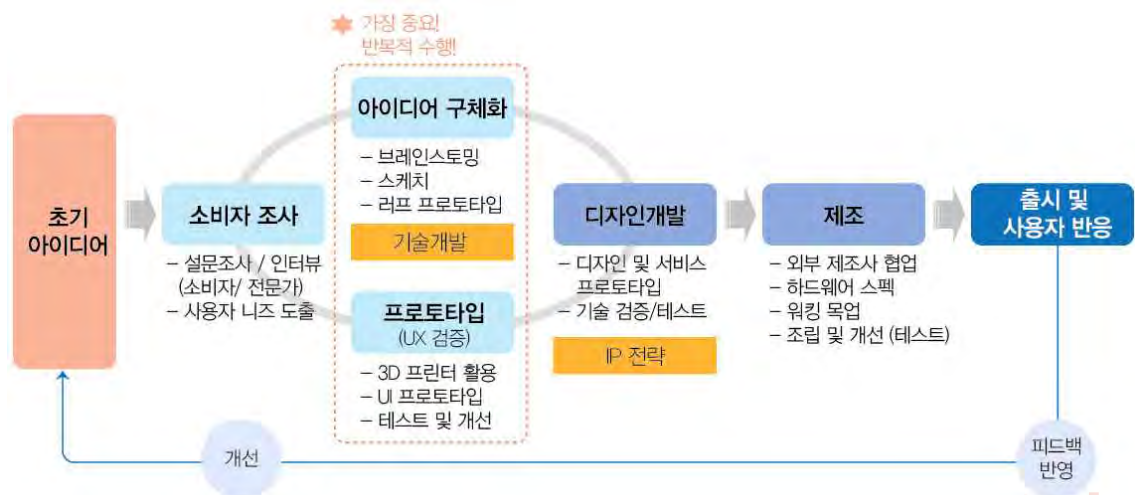 가장 중요!
반목적 수행!
초기
아이디어
소비자 조사
– 설문조사 / 인터뷰
(소비자/ 전문가)
– 사용자 니즈 도출
아이디어 구체화
– 브레인스토밍
– 스케치
– 러프 프로토타입
기술개발
프로토타입
(UX 검증)
– 3D 프린터 활용
– UI 프로토타입
– 테스트 및 개선
디자인개발
– 디자인 및 서비스
프로토타입
– 기술 검증/테스트
IP 전략
제조
– 외부 제조사 협업
– 하드웨어 스펙
– 워킹 목업
– 조립 및 개선 (테스트)
출시 및
사용자 반응
개선
피드백
반영